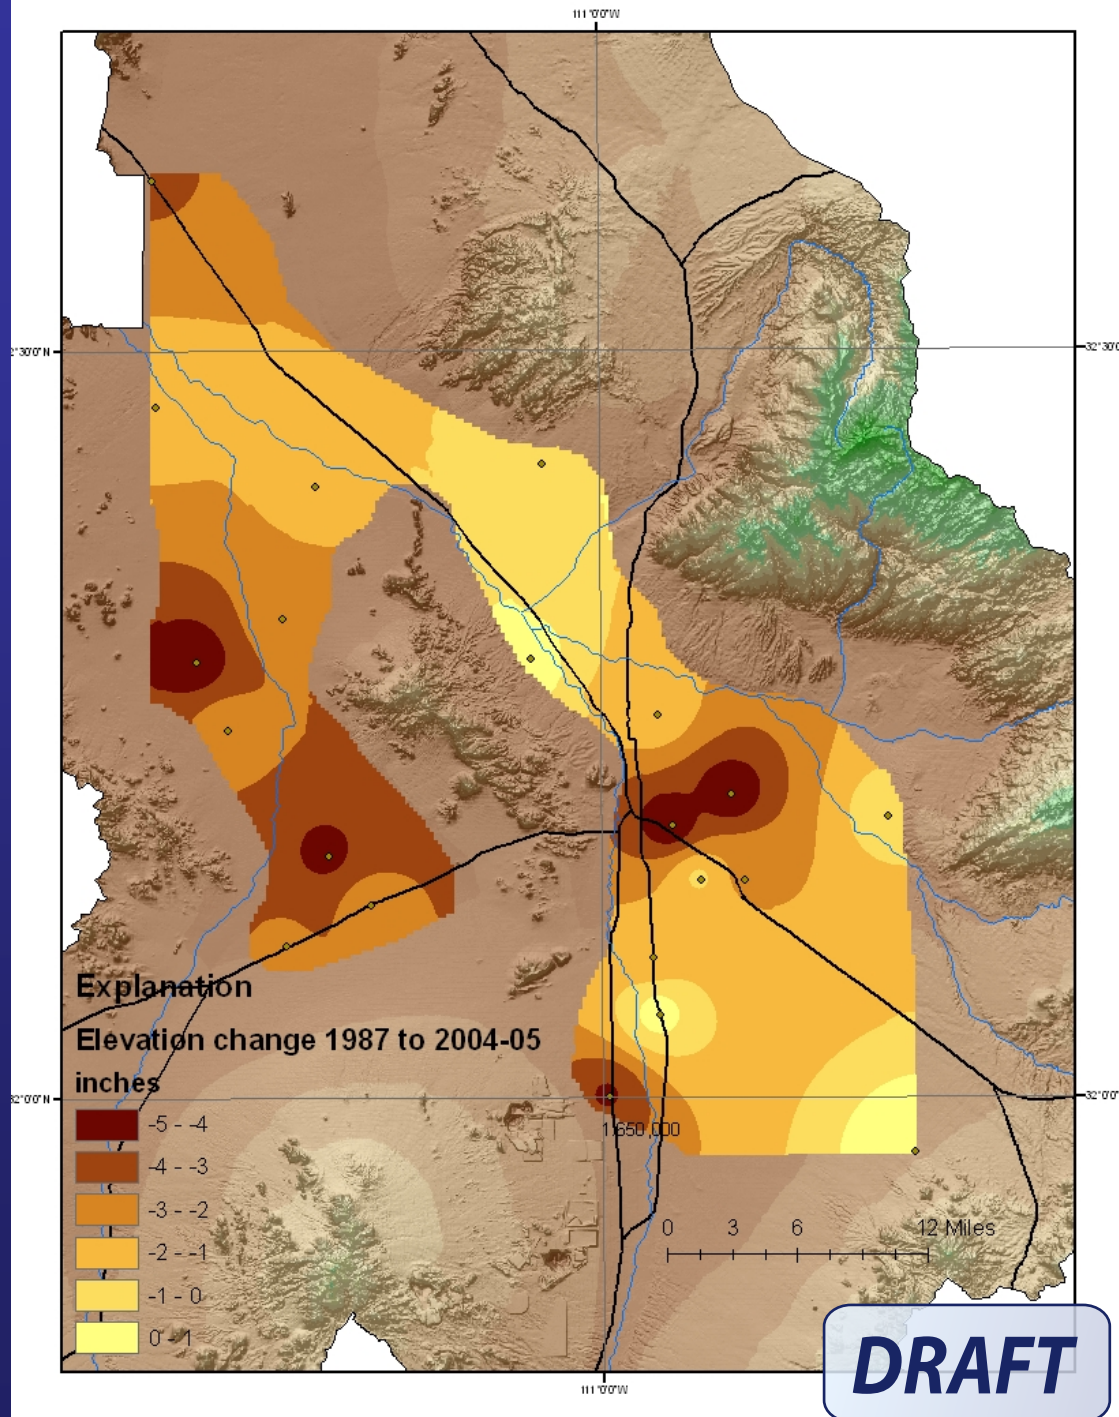 111°0'0"W
2°30'0"N
32°30'0
Explanation
Elevation change 1987 to 2004-05
inches
-5 - -4
-4 - -3
-3 - -2
-2 - -1
-1 - 0
0 - 1
32°0'0"N
32°0'0"
1:650,000
0 3 6 12 Miles
111°0'0"W
DRAFT